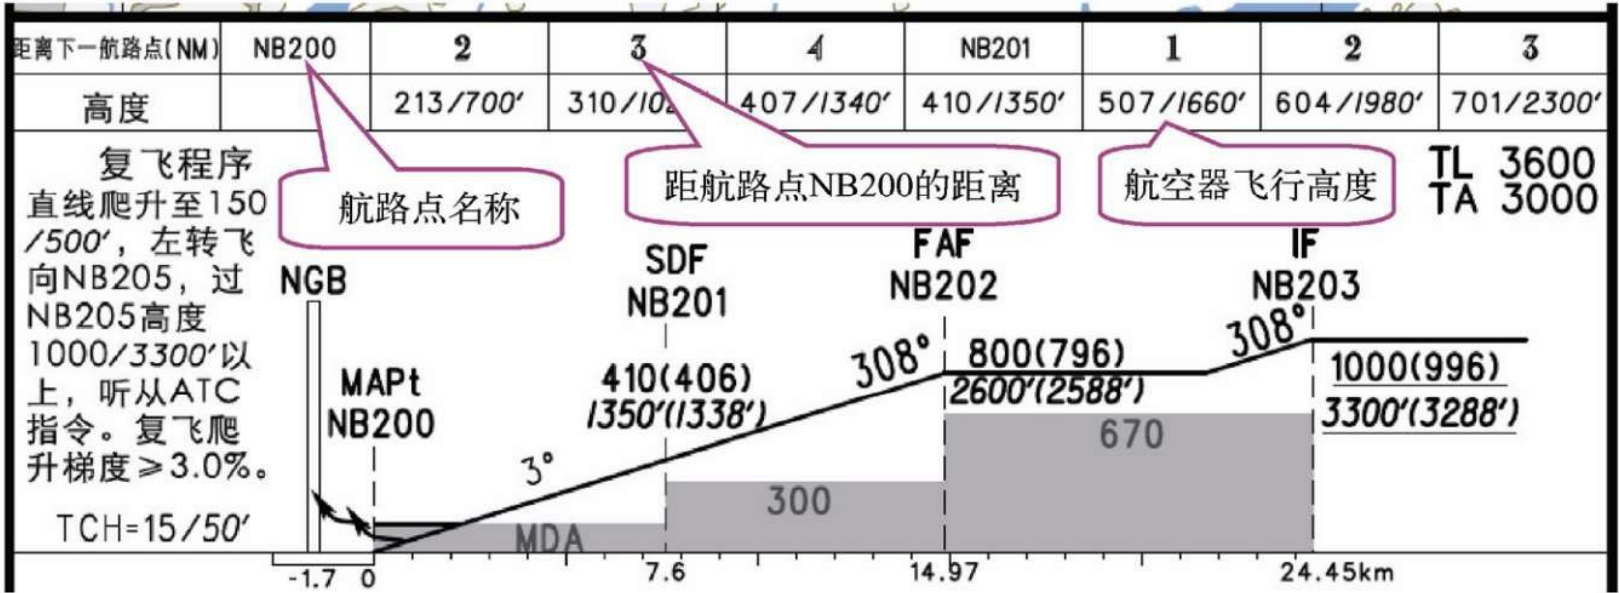 距离下一航路点(NM) NB200 2 3 4 NB201 1 2 3
高度 213/700′ 310/102 407/1340′ 410/1350′ 507/1660′ 604/1980′ 701/2300′
复飞程序
直线爬升至150
/500′，左转飞
向NB205，过
NB205高度
1000/3300′以
上，听从ATC
指令。复飞爬
升梯度≥3.0%。
TCH=15/50′
航路点名称
距航路点NB200的距离
航空器飞行高度
TL 3600
TA 3000
NGB
MAPt
NB200
SDF
NB201
FAF
NB202
IF
NB203
3°
410(406)
1350′(1338′)
308°
800(796)
2600′(2588′)
308°
1000(996)
3300′(3288′)
MDA
300
670
-1.7 0 7.6 14.97 24.45km